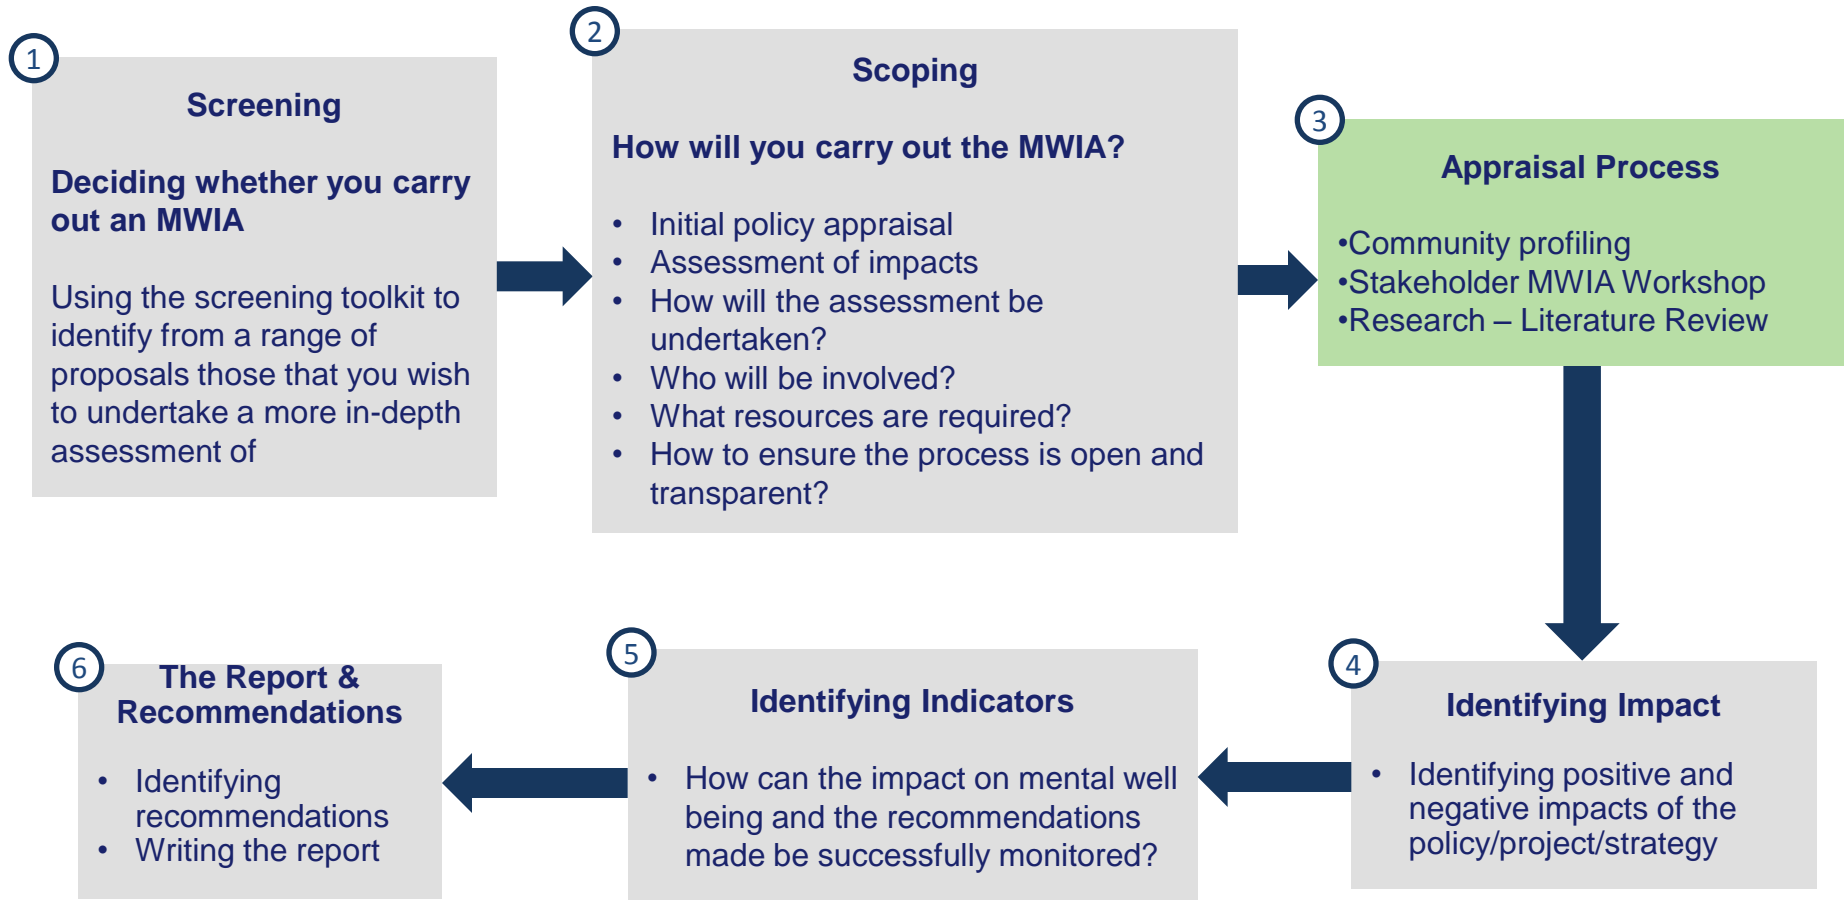 1
Screening
Deciding whether you carry
out an MWIA
Using the screening toolkit to
identify from a range of
proposals those that you wish
to undertake a more in-depth
assessment of
2
Scoping
How will you carry out the MWIA?
• Initial policy appraisal
• Assessment of impacts
• How will the assessment be
undertaken?
• Who will be involved?
• What resources are required?
• How to ensure the process is open and
transparent?
3
Appraisal Process
•Community profiling
•Stakeholder MWIA Workshop
•Research – Literature Review
4
Identifying Impact
• Identifying positive and
negative impacts of the
policy/project/strategy
5
Identifying Indicators
• How can the impact on mental well
being and the recommendations
made be successfully monitored?
6
The Report &
Recommendations
• Identifying
recommendations
• Writing the report